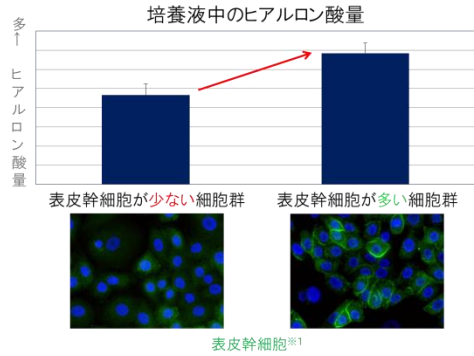 培養液中のヒアルロン酸量
多
↑
ヒアルロン酸量
表皮幹細胞が少ない細胞群
表皮幹細胞が多い細胞群
表皮幹細胞※1